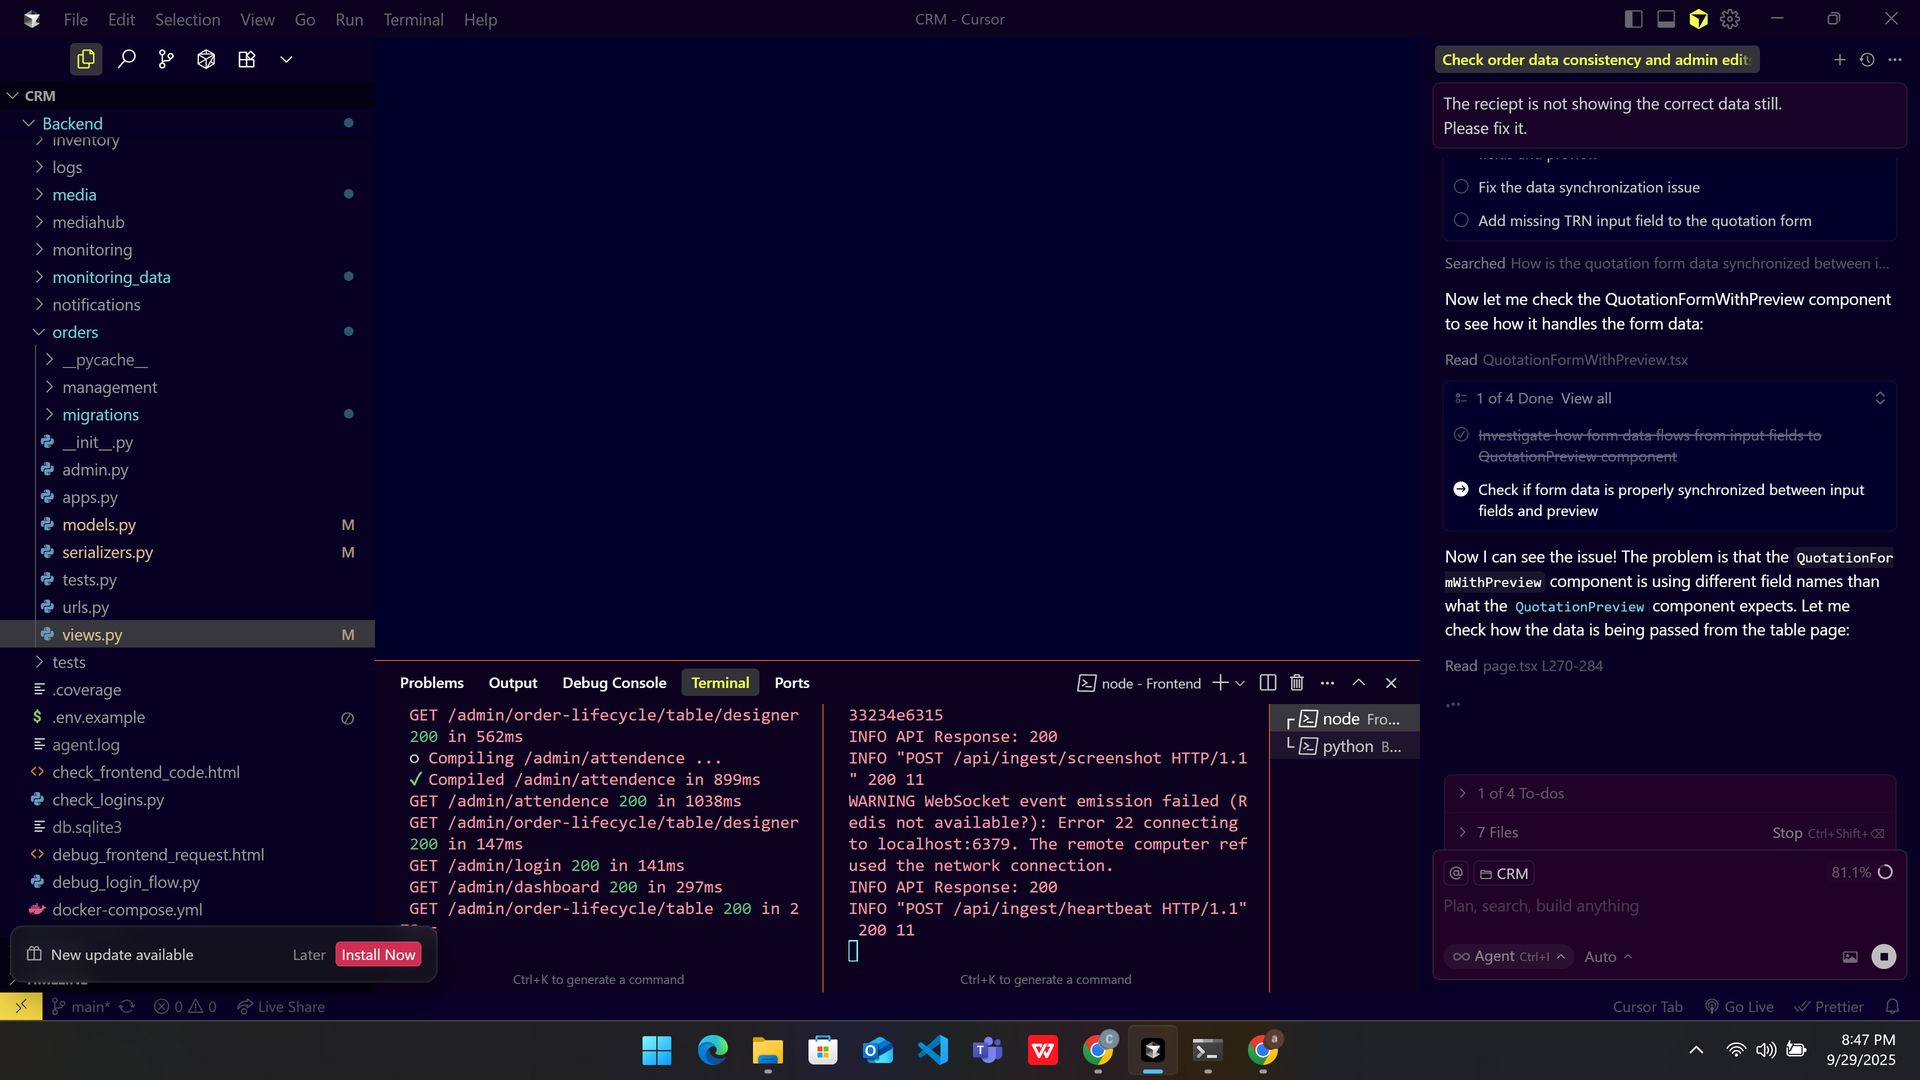 File Edit Selection View Go Run Terminal Help
CRM - Cursor
CRM
Backend
inventory
logs
media
mediahub
monitoring
monitoring_data
notifications
orders
__pycache__
management
migrations
__init__.py
admin.py
apps.py
models.py M
serializers.py M
tests.py
urls.py
views.py M
tests
.coverage
.env.example
agent.log
check_frontend_code.html
check_logins.py
db.sqlite3
debug_frontend_request.html
debug_login_flow.py
docker-compose.yml
New update available Later Install Now
TIMELINE
Problems Output Debug Console Terminal Ports
node - Frontend
GET /admin/order-lifecycle/table/designer
200 in 562ms
○ Compiling /admin/attendence ...
✓ Compiled /admin/attendence in 899ms
GET /admin/attendence 200 in 1038ms
GET /admin/order-lifecycle/table/designer
200 in 147ms
GET /admin/login 200 in 141ms
GET /admin/dashboard 200 in 297ms
GET /admin/order-lifecycle/table 200 in 2
Ctrl+K to generate a command
33234e6315
INFO API Response: 200
INFO "POST /api/ingest/screenshot HTTP/1.1
" 200 11
WARNING WebSocket event emission failed (R
edis not available?): Error 22 connecting
to localhost:6379. The remote computer ref
used the network connection.
INFO API Response: 200
INFO "POST /api/ingest/heartbeat HTTP/1.1"
200 11
Ctrl+K to generate a command
node Fro...
python B...
Check order data consistency and admin edit
The reciept is not showing the correct data still.
Please fix it.
fields and preview
Fix the data synchronization issue
Add missing TRN input field to the quotation form
Searched How is the quotation form data synchronized between i...
Now let me check the QuotationFormWithPreview component
to see how it handles the form data:
Read QuotationFormWithPreview.tsx
1 of 4 Done View all
Investigate how form data flows from input fields to
QuotationPreview component
Check if form data is properly synchronized between input
fields and preview
Now I can see the issue! The problem is that the QuotationFor
mWithPreview component is using different field names than
what the QuotationPreview component expects. Let me
check how the data is being passed from the table page:
Read page.tsx L270-284
1 of 4 To-dos
7 Files Stop Ctrl+Shift+⌫
@ CRM 81.1%
Plan, search, build anything
Agent Ctrl+I Auto
main* 0 0 Live Share
Cursor Tab Go Live Prettier
8:47 PM
9/29/2025